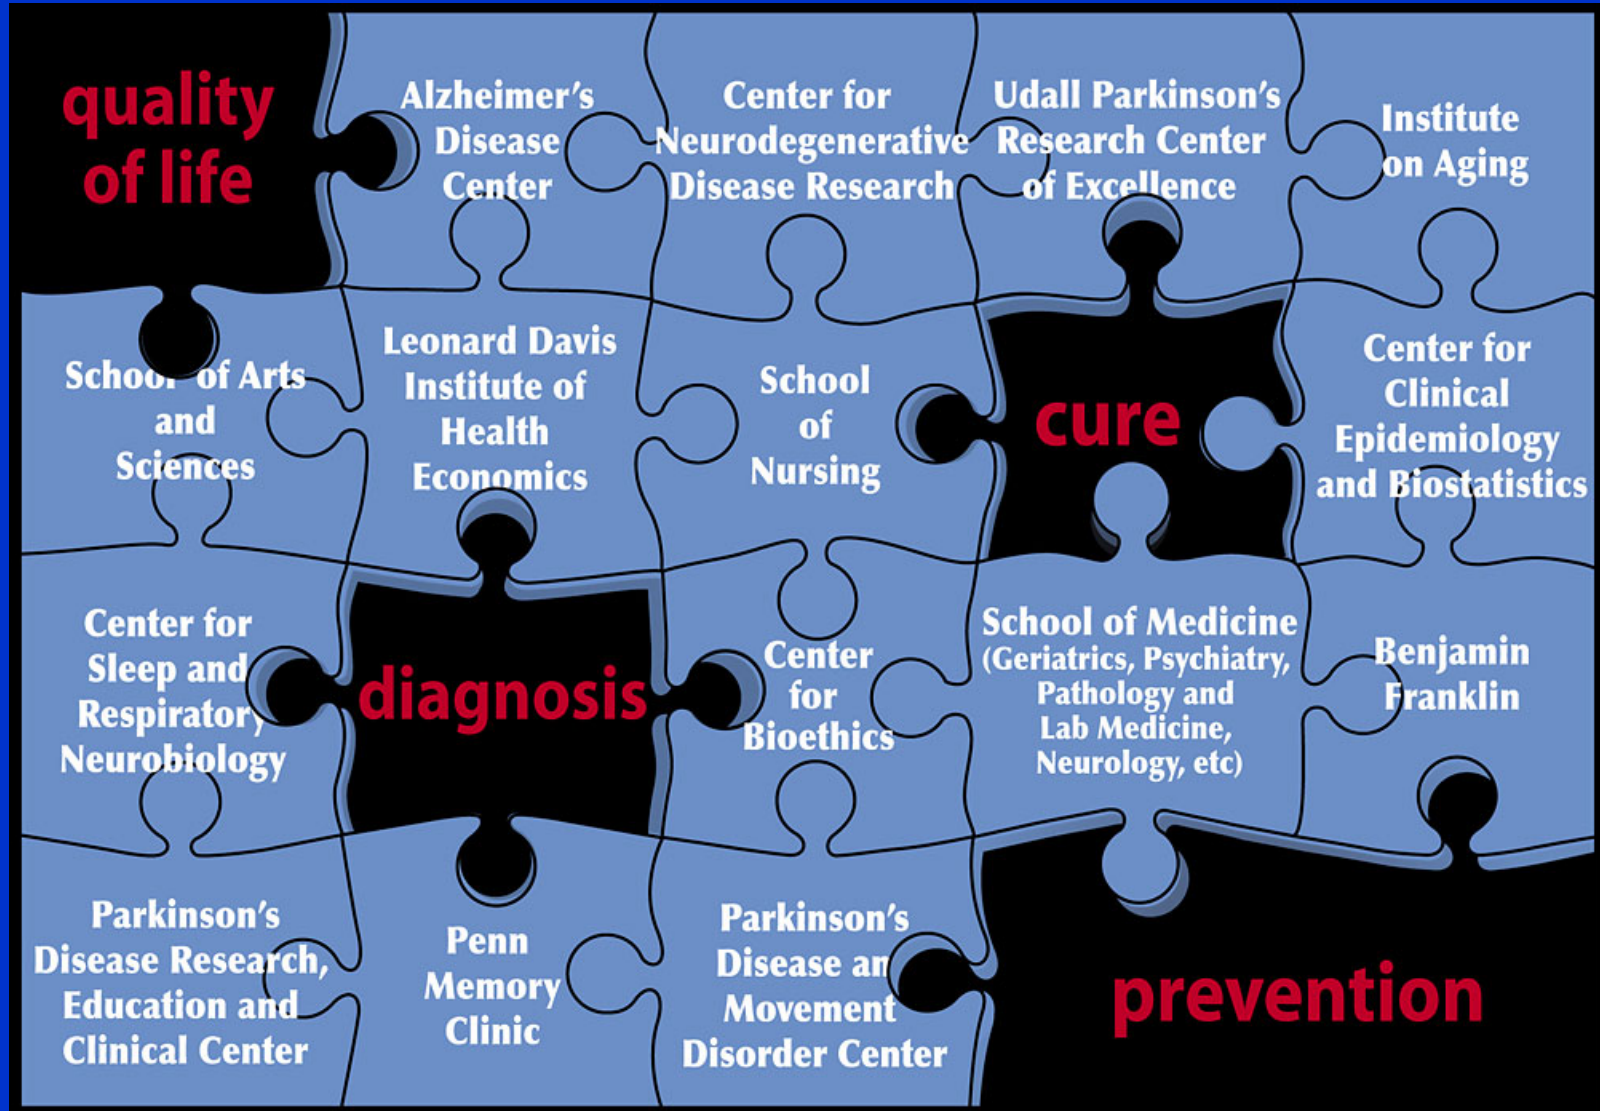 quality
of life
Alzheimer's
Disease
Center
Center for
Neurodegenerative
Disease Research
Udall Parkinson's
Research Center
of Excellence
Institute
on Aging
School of Arts
and
Sciences
Leonard Davis
Institute of
Health
Economics
School
of
Nursing
cure
Center for
Clinical
Epidemiology
and Biostatistics
Center for
Sleep and
Respiratory
Neurobiology
diagnosis
Center
for
Bioethics
School of Medicine
(Geriatrics, Psychiatry,
Pathology and
Lab Medicine,
Neurology, etc)
Benjamin
Franklin
Parkinson's
Disease Research,
Education and
Clinical Center
Penn
Memory
Clinic
Parkinson's
Disease an
Movement
Disorder Center
prevention